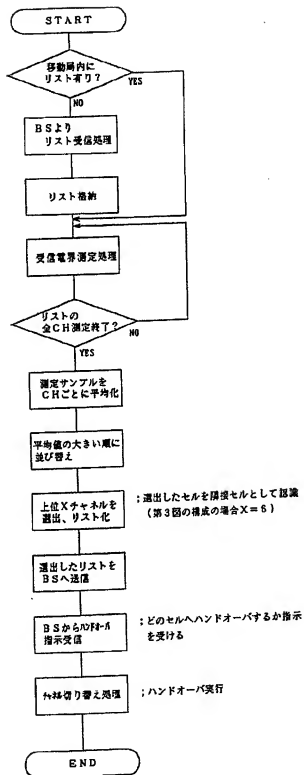 START
移動局内に
リスト有り?
YES
NO
BSより
リスト受信処理
リスト格納
受信電界測定処理
リストの
全CH測定終了?
NO
YES
測定サンプルを
CHごとに平均化
平均値の大きい順に
並び替え
上位Xチャネルを
選出、リスト化
;選出したセルを隣接セルとして認識
(第3図の構成の場合X=6)
選出したリストを
BSへ送信
BSからハンドオーバ
指示受信
;どのセルへハンドオーバするか指示
を受ける
チャネル切り替え処理
;ハンドオーバ実行
END